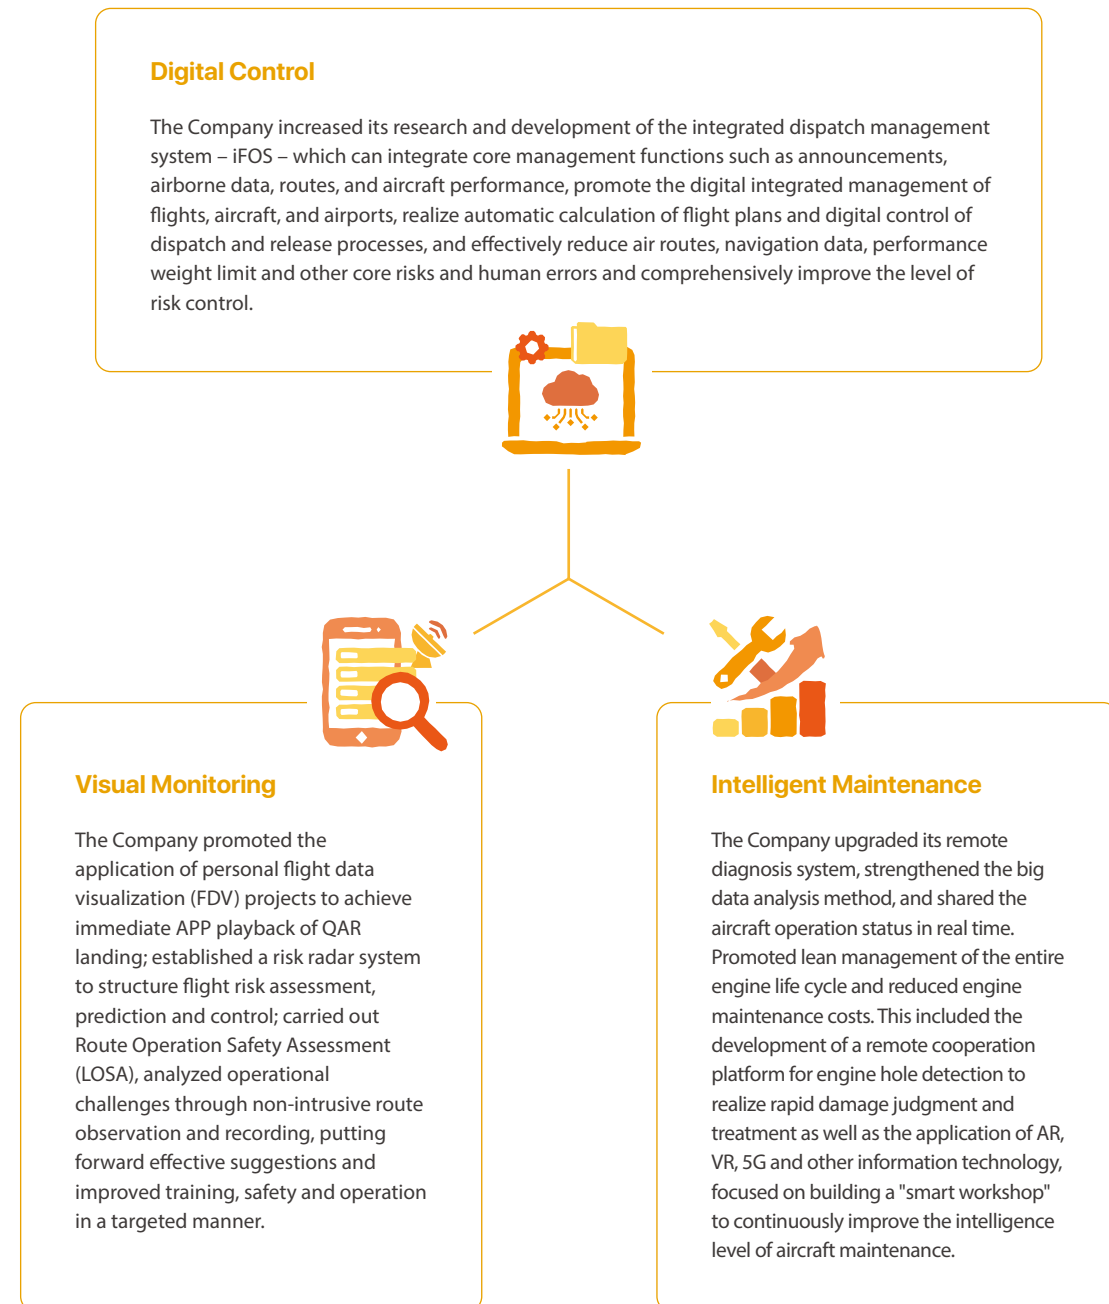 Digital Control
The Company increased its research and development of the integrated dispatch management
system – iFOS – which can integrate core management functions such as announcements,
airborne data, routes, and aircraft performance, promote the digital integrated management of
flights, aircraft, and airports, realize automatic calculation of flight plans and digital control of
dispatch and release processes, and effectively reduce air routes, navigation data, performance
weight limit and other core risks and human errors and comprehensively improve the level of
risk control.
Visual Monitoring
The Company promoted the
application of personal flight data
visualization (FDV) projects to achieve
immediate APP playback of QAR
landing; established a risk radar system
to structure flight risk assessment,
prediction and control; carried out
Route Operation Safety Assessment
(LOSA), analyzed operational
challenges through non-intrusive route
observation and recording, putting
forward effective suggestions and
improved training, safety and operation
in a targeted manner.
Intelligent Maintenance
The Company upgraded its remote
diagnosis system, strengthened the big
data analysis method, and shared the
aircraft operation status in real time.
Promoted lean management of the entire
engine life cycle and reduced engine
maintenance costs. This included the
development of a remote cooperation
platform for engine hole detection to
realize rapid damage judgment and
treatment as well as the application of AR,
VR, 5G and other information technology,
focused on building a "smart workshop"
to continuously improve the intelligence
level of aircraft maintenance.